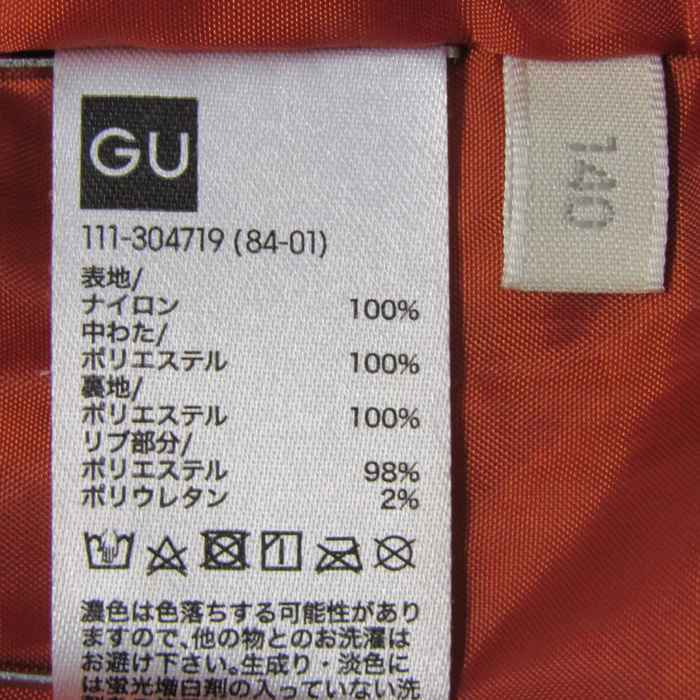 GU
111-304719 (84-01)
表地/
ナイロン 100%
中わた/
ポリエステル 100%
裏地/
ポリエステル 100%
リブ部分/
ポリエステル 98%
ポリウレタン 2%
濃色は色落ちする可能性があり
ますので、他の物とのお洗濯は
お避け下さい。生成り・淡色
は蛍光増白剤の入っていない洗
140